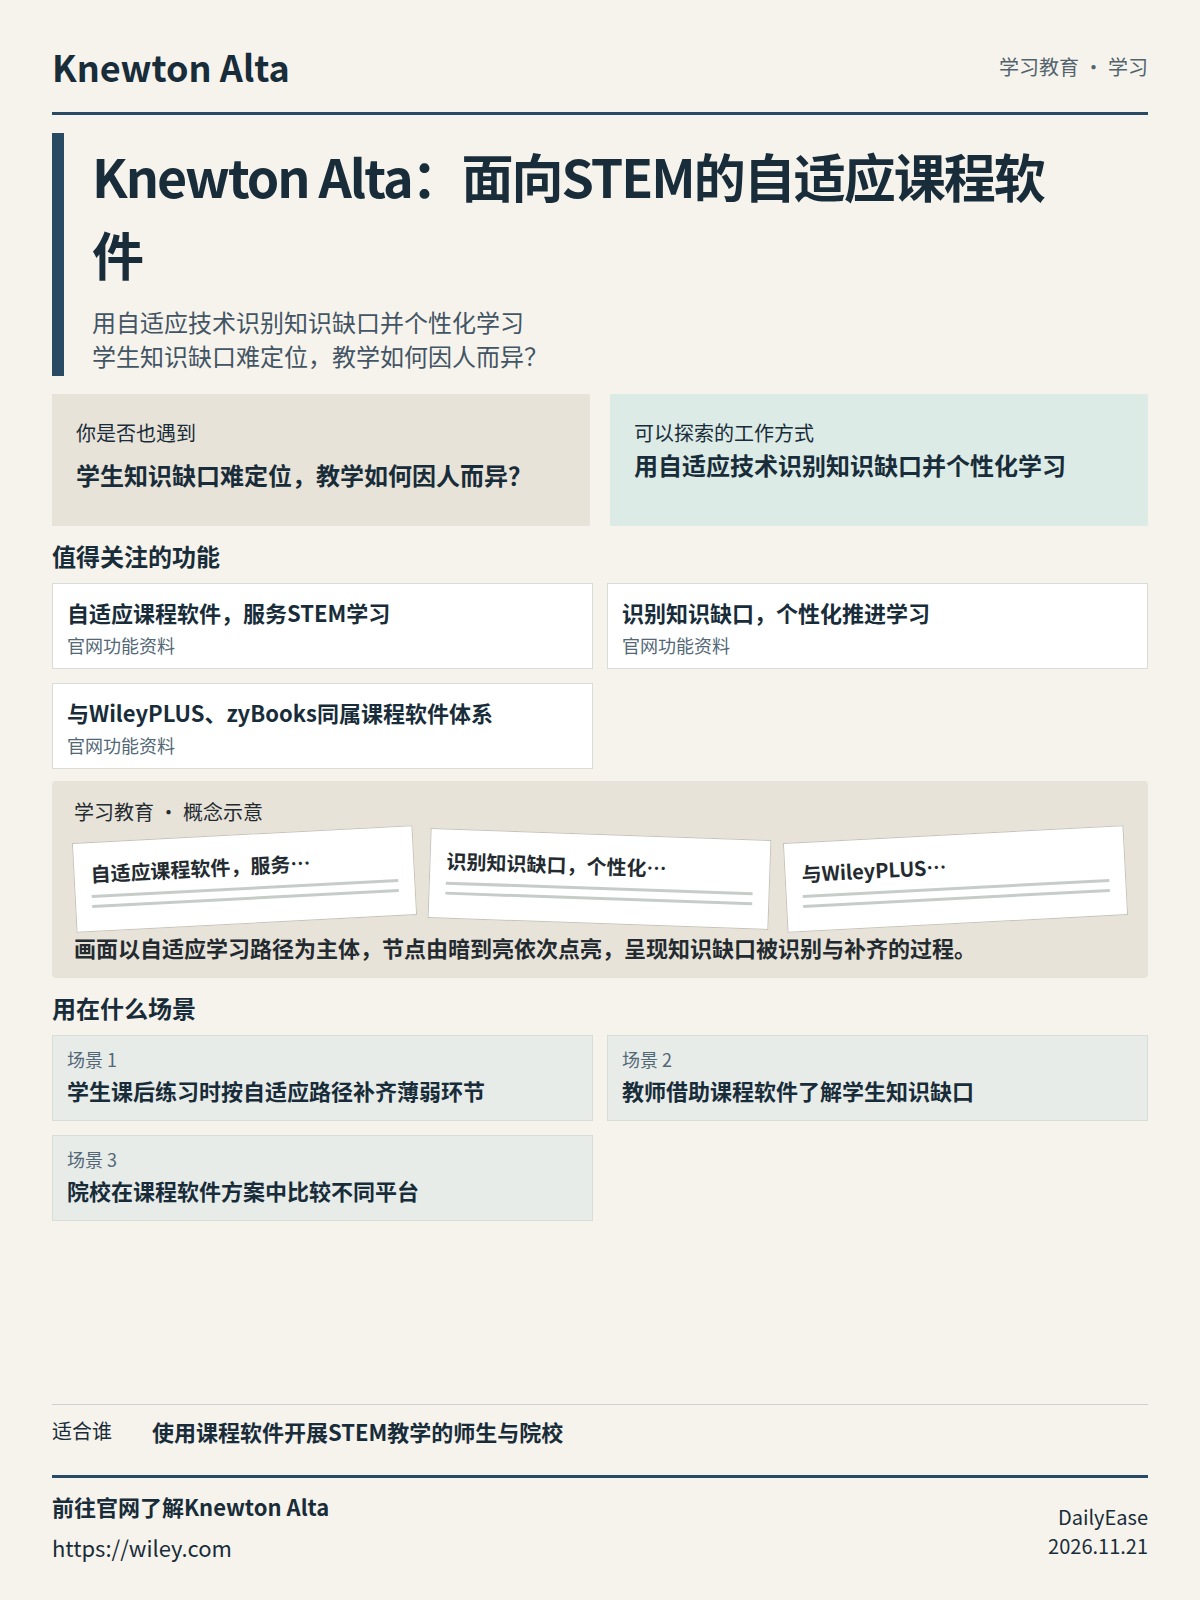 Knewton Alta
学习教育 · 学习
Knewton Alta：面向STEM的自适应课程软
件
用自适应技术识别知识缺口并个性化学习
学生知识缺口难定位，教学如何因人而异？
你是否也遇到
学生知识缺口难定位，教学如何因人而异？
可以探索的工作方式
用自适应技术识别知识缺口并个性化学习
值得关注的功能
自适应课程软件，服务STEM学习
官网功能资料
识别知识缺口，个性化推进学习
官网功能资料
与WileyPLUS、zyBooks同属课程软件体系
官网功能资料
学习教育 · 概念示意
自适应课程软件，服务…
识别知识缺口，个性化…
与WileyPLUS…
画面以自适应学习路径为主体，节点由暗到亮依次点亮，呈现知识缺口被识别与补齐的过程。
用在什么场景
场景 1
学生课后练习时按自适应路径补齐薄弱环节
场景 2
教师借助课程软件了解学生知识缺口
场景 3
院校在课程软件方案中比较不同平台
适合谁
使用课程软件开展STEM教学的师生与院校
前往官网了解Knewton Alta
https://wiley.com
DailyEase
2026.11.21